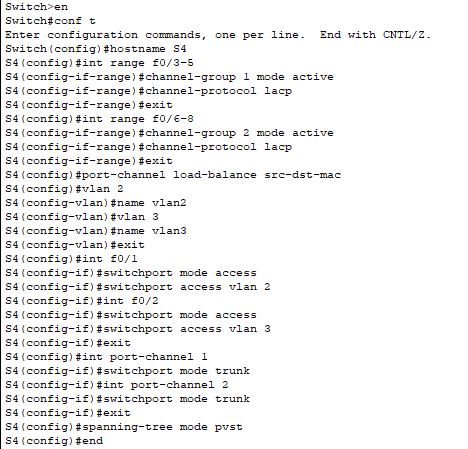 Switch>en
Switch#conf t
Enter configuration commands, one per line.  End with CNTL/Z.
Switch(config)#hostname S4
S4(config)#int range f0/3-5
S4(config-if-range)#channel-group 1 mode active
S4(config-if-range)#channel-protocol lacp
S4(config-if-range)#exit
S4(config)#int range f0/6-8
S4(config-if-range)#channel-group 2 mode active
S4(config-if-range)#channel-protocol lacp
S4(config-if-range)#exit
S4(config)#port-channel load-balance src-dst-mac
S4(config)#vlan 2
S4(config-vlan)#name vlan2
S4(config-vlan)#vlan 3
S4(config-vlan)#name vlan3
S4(config-vlan)#exit
S4(config)#int f0/1
S4(config-if)#switchport mode access
S4(config-if)#switchport access vlan 2
S4(config-if)#int f0/2
S4(config-if)#switchport mode access
S4(config-if)#switchport access vlan 3
S4(config-if)#exit
S4(config)#int port-channel 1
S4(config-if)#switchport mode trunk
S4(config-if)#int port-channel 2
S4(config-if)#switchport mode trunk
S4(config-if)#exit
S4(config)#spanning-tree mode pvst
S4(config)#end